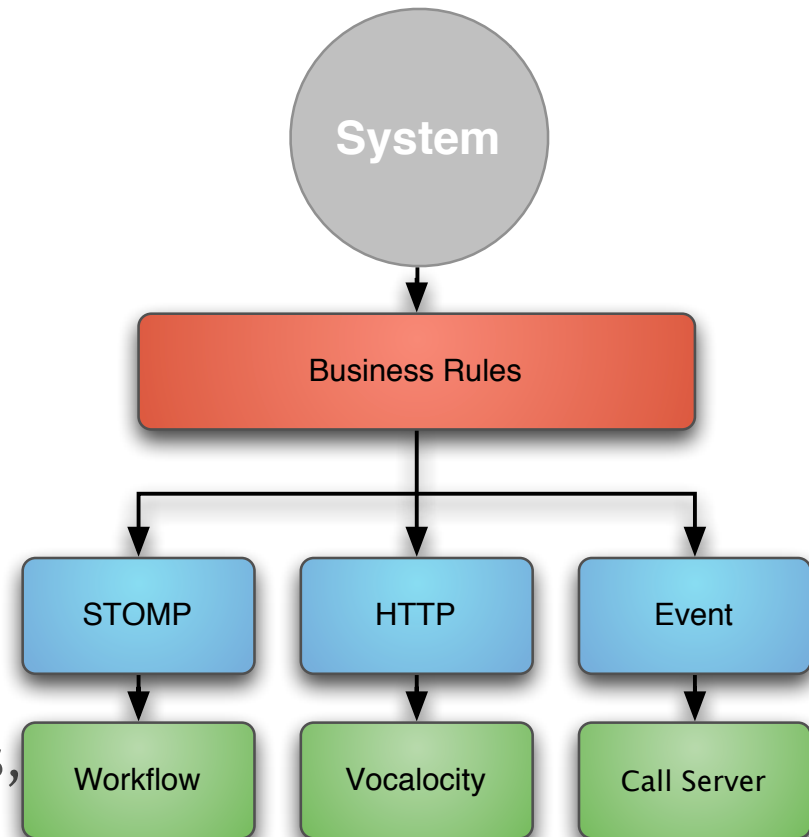 System
Business Rules
STOMP HTTP Event
s, Workflow Vocalocity Call Server